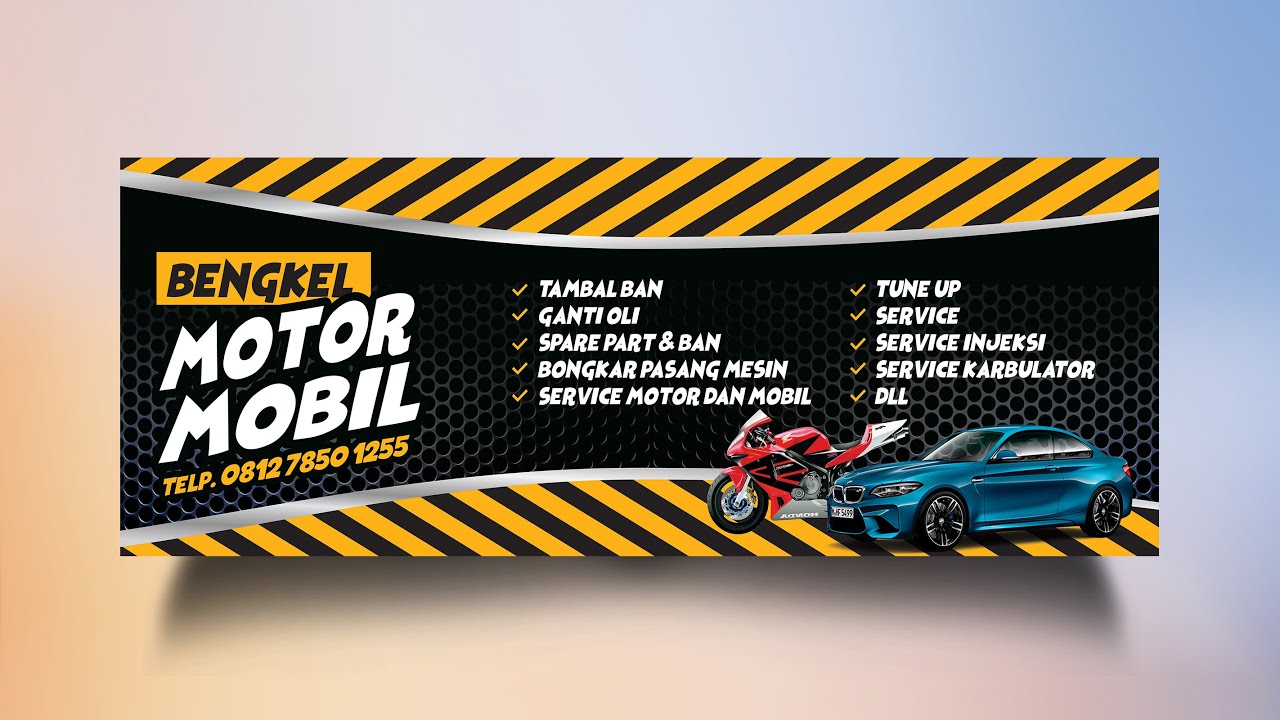 BENGKEL
MOTOR
MOBIL
TELP. 0812 7850 1255
TAMBAL BAN
GANTI OLI
SPARE PART & BAN
BONGKAR PASANG MESIN
SERVICE MOTOR DAN MOBIL
TUNE UP
SERVICE
SERVICE INJEKSI
SERVICE KARBULATOR
DLL
HONDA